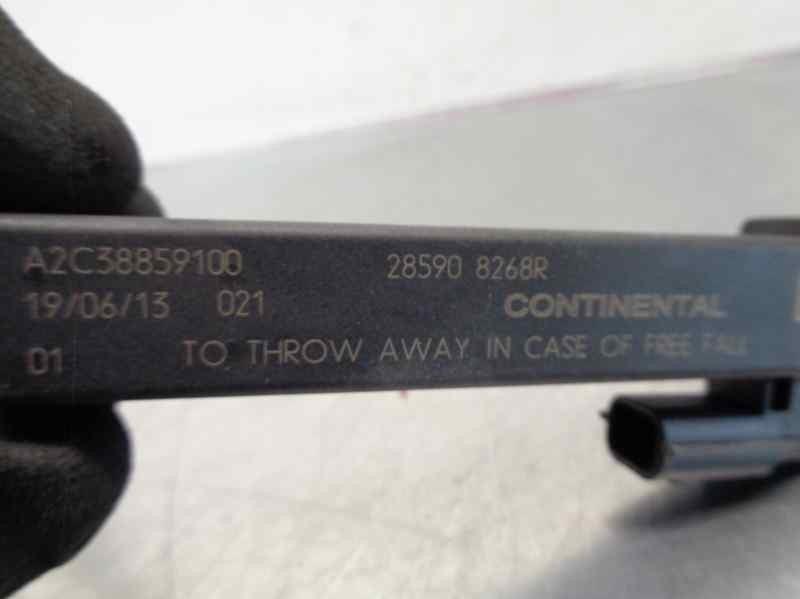 A2C38859100 28590 8268R
19/06/13 021 CONTINENTAL
01 TO THROW AWAY IN CASE OF FREE FALL